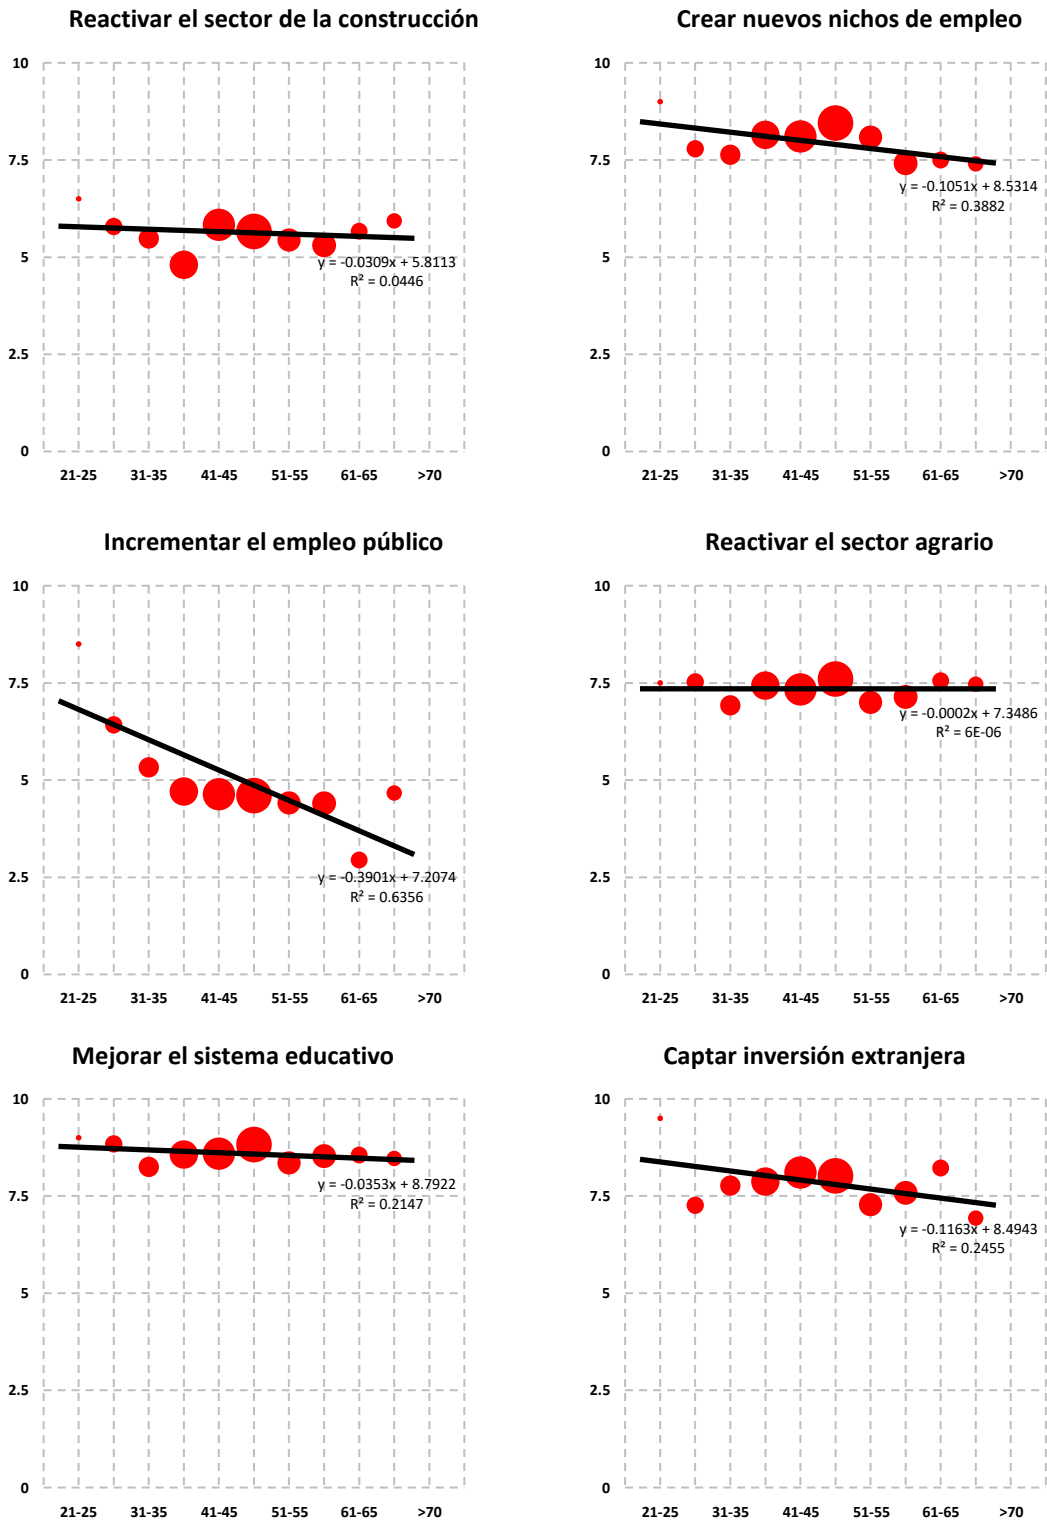 Reactivar el sector de la construcción
10
7.5
5
2.5
0
y = -0.0309x + 5.8113
R² = 0.0446
21-25 31-35 41-45 51-55 61-65 >70
Crear nuevos nichos de empleo
10
7.5
5
2.5
0
y = -0.1051x + 8.5314
R² = 0.3882
21-25 31-35 41-45 51-55 61-65 >70
Incrementar el empleo público
10
7.5
5
2.5
0
y = -0.3901x + 7.2074
R² = 0.6356
21-25 31-35 41-45 51-55 61-65 >70
Reactivar el sector agrario
10
7.5
5
2.5
0
y = -0.0002x + 7.3486
R² = 6E-06
21-25 31-35 41-45 51-55 61-65 >70
Mejorar el sistema educativo
10
7.5
5
2.5
0
y = -0.0353x + 8.7922
R² = 0.2147
21-25 31-35 41-45 51-55 61-65 >70
Captar inversión extranjera
10
7.5
5
2.5
0
y = -0.1163x + 8.4943
R² = 0.2455
21-25 31-35 41-45 51-55 61-65 >70